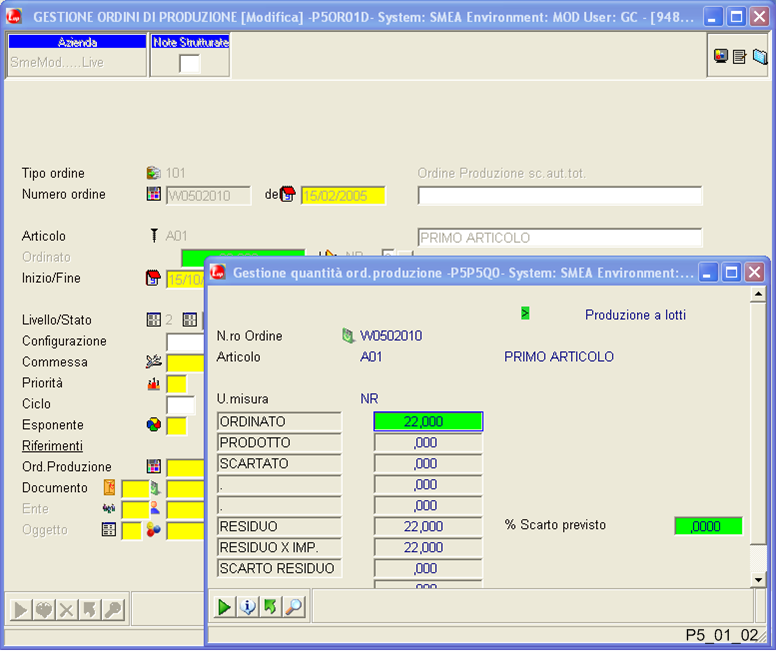 GESTIONE ORDINI DI PRODUZIONE [Modifica] -P5OR01D- System: SMEA Environment: MOD User: GC - [948...
Azienda
Note Strutturate
SmeMod.....Live
Tipo ordine 101 Ordine Produzione sc.aut.tot.
Numero ordine W0502010 del 15/02/2005
Articolo A01 PRIMO ARTICOLO
Ordinato NR
Inizio/Fine 15/10/
Livello/Stato 2
Configurazione
Commessa
Priorità
Ciclo
Esponente
Riferimenti
Ord.Produzione
Documento
Ente
Oggetto
Gestione quantità ord.produzione -P5P5Q0- System: SMEA Environment:...
> Produzione a lotti
N.ro Ordine W0502010
Articolo A01 PRIMO ARTICOLO
U.misura NR
ORDINATO 22,000
PRODOTTO ,000
SCARTATO ,000
. ,000
. ,000
RESIDUO 22,000 % Scarto previsto ,0000
RESIDUO X IMP. 22,000
SCARTO RESIDUO ,000
,000
P5_01_02